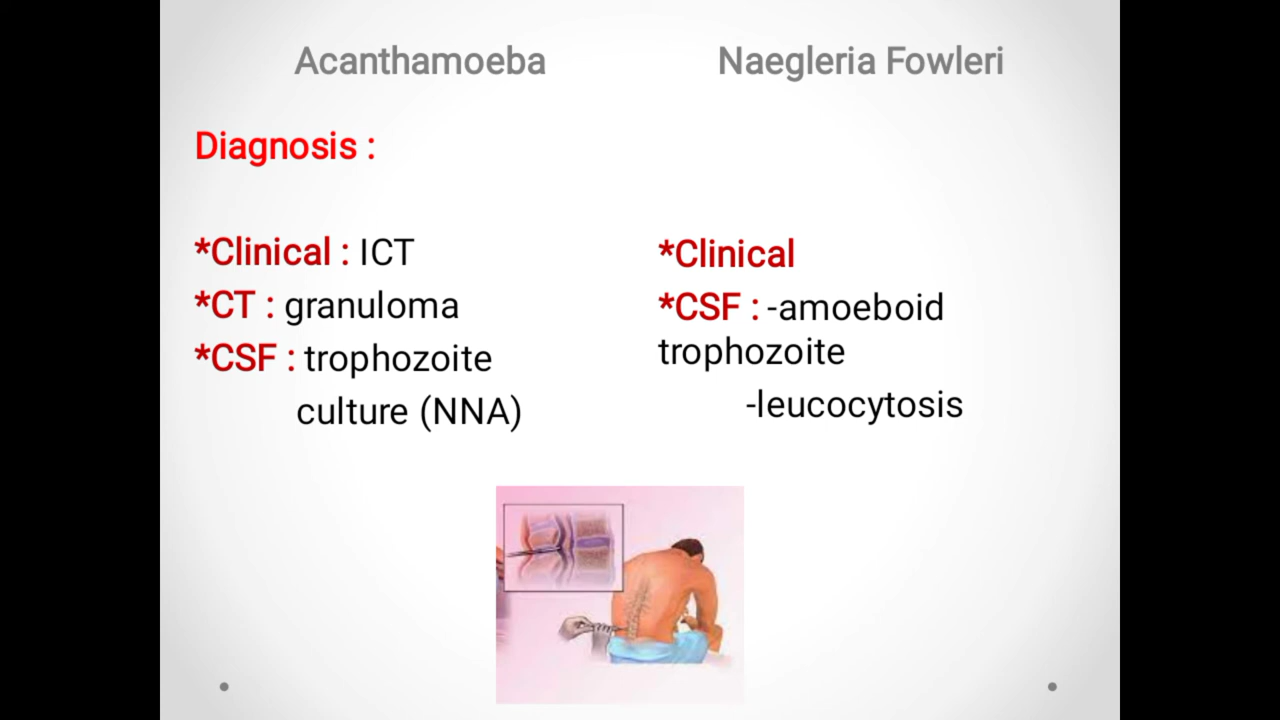 Acanthamoeba
Naegleria Fowleri
Diagnosis :
*Clinical : ICT
*CT : granuloma
*CSF : trophozoite
culture (NNA)
*Clinical
*CSF : -amoeboid
trophozoite
-leucocytosis